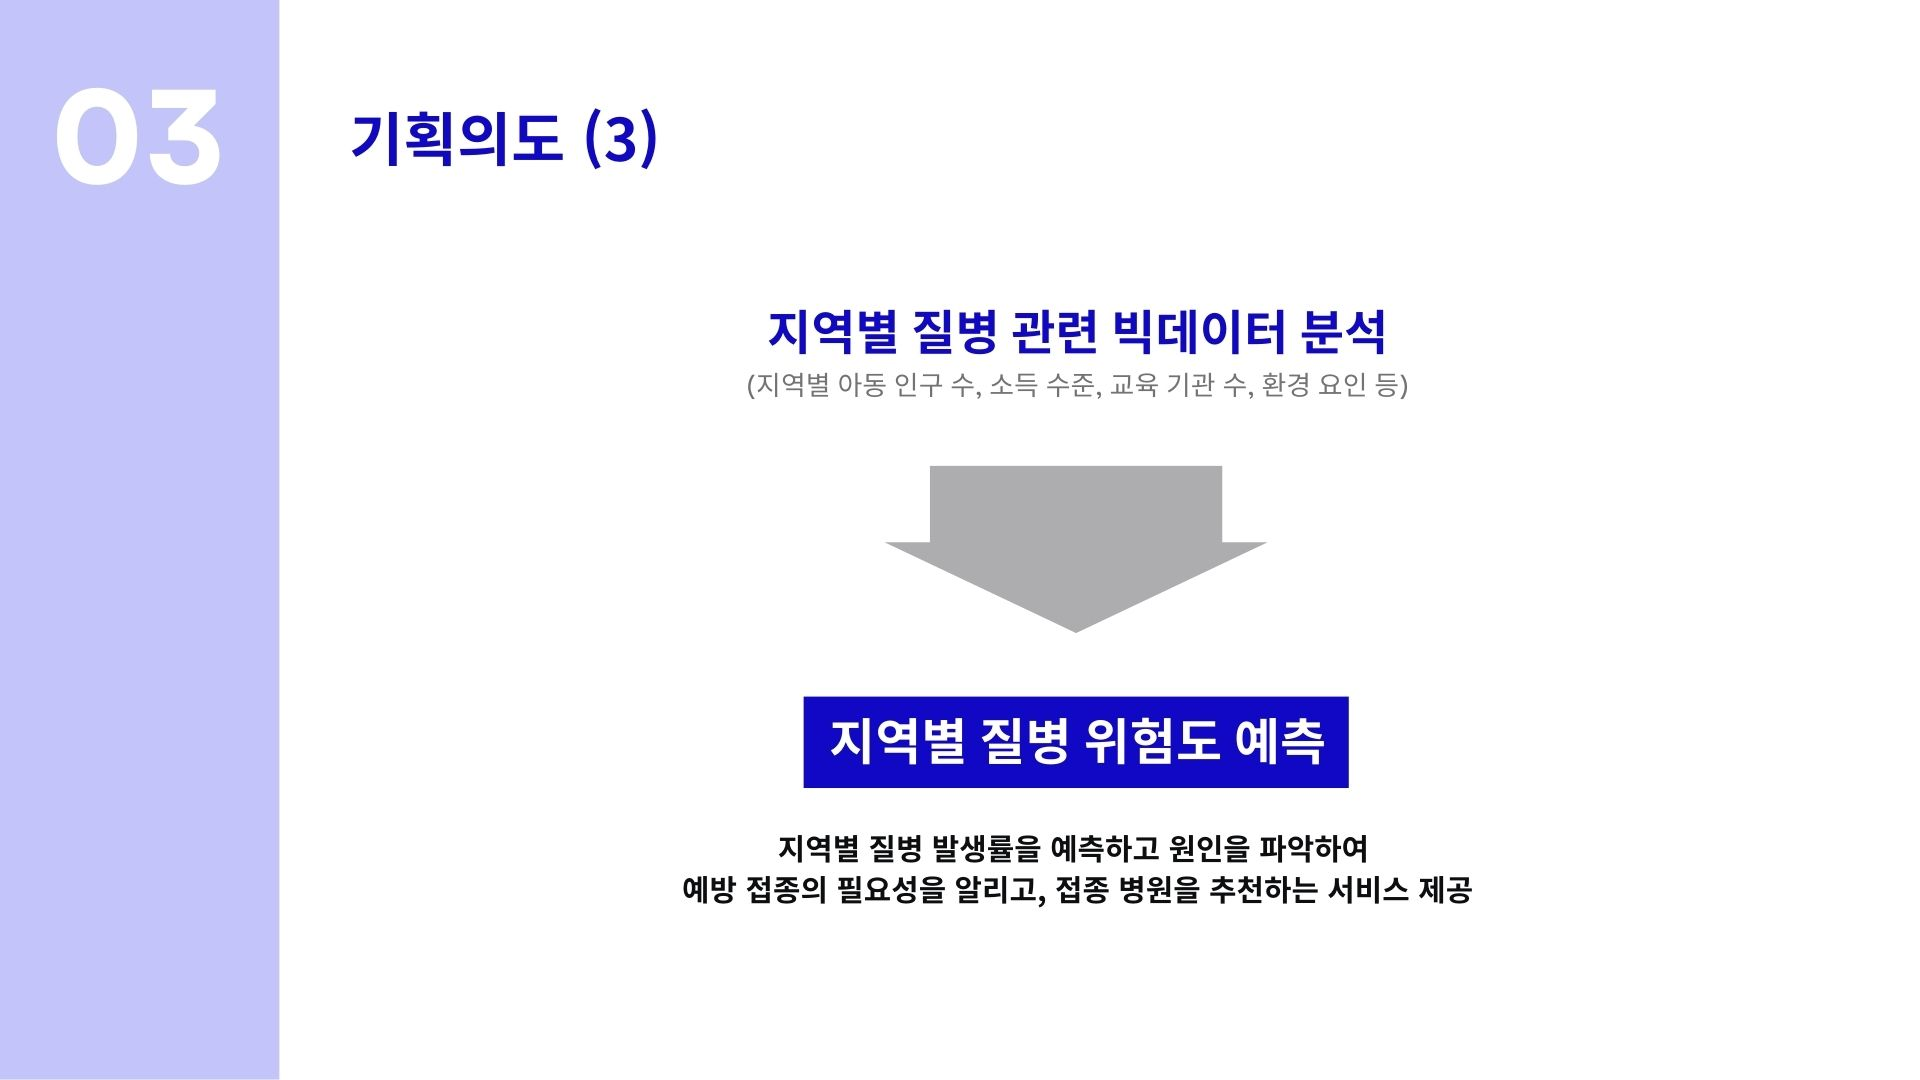 03
기획의도 (3)
지역별 질병 관련 빅데이터 분석
(지역별 아동 인구 수, 소득 수준, 교육 기관 수, 환경 요인 등)
지역별 질병 위험도 예측
지역별 질병 발생률을 예측하고 원인을 파악하여
예방 접종의 필요성을 알리고, 접종 병원을 추천하는 서비스 제공